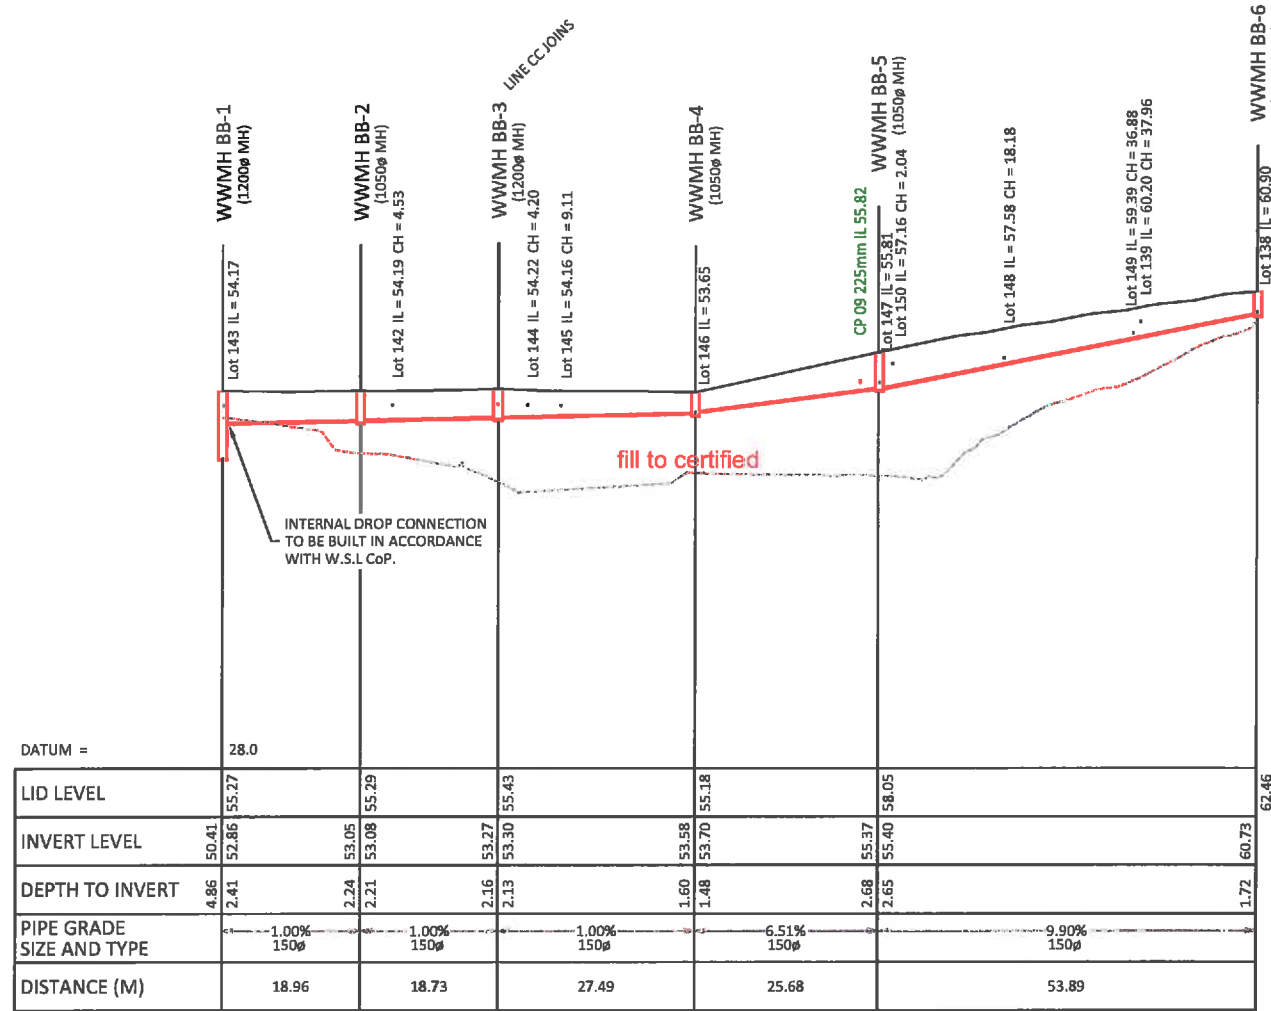 WWMH BB-1
(1200ø MH)
Lot 143 IL = 54.17
WWMH BB-2
(1050ø MH)
Lot 142 IL = 54.19 CH = 4.53
LINE CC JOINS
WWMH BB-3
(1200ø MH)
Lot 144 IL = 54.22 CH = 4.20
Lot 145 IL = 54.16 CH = 9.11
WWMH BB-4
(1050ø MH)
Lot 146 IL = 53.65
CP 09 225mm IL 55.82
WWMH BB-5
(1050ø MH)
Lot 147 IL = 55.81
Lot 150 IL = 57.16 CH = 2.04
Lot 148 IL = 57.58 CH = 18.18
Lot 149 IL = 59.39 CH = 36.88
Lot 139 IL = 60.20 CH = 37.96
WWMH BB-6
Lot 138 IL = 60.90
fill to certified
INTERNAL DROP CONNECTION
TO BE BUILT IN ACCORDANCE
WITH W.S.L CoP.
DATUM = 28.0
LID LEVEL 55.27 55.29 55.43 55.18 58.05 62.46
INVERT LEVEL 50.41 52.86 53.05 53.08 53.27 53.30 53.58 53.70 55.37 55.40 60.73
DEPTH TO INVERT 4.86 2.41 2.24 2.21 2.16 2.13 1.60 1.48 2.68 2.65 1.72
PIPE GRADE 1.00% 1.00% 1.00% 6.51% 9.90%
SIZE AND TYPE 150ø 150ø 150ø 150ø 150ø
DISTANCE (M) 18.96 18.73 27.49 25.68 53.89